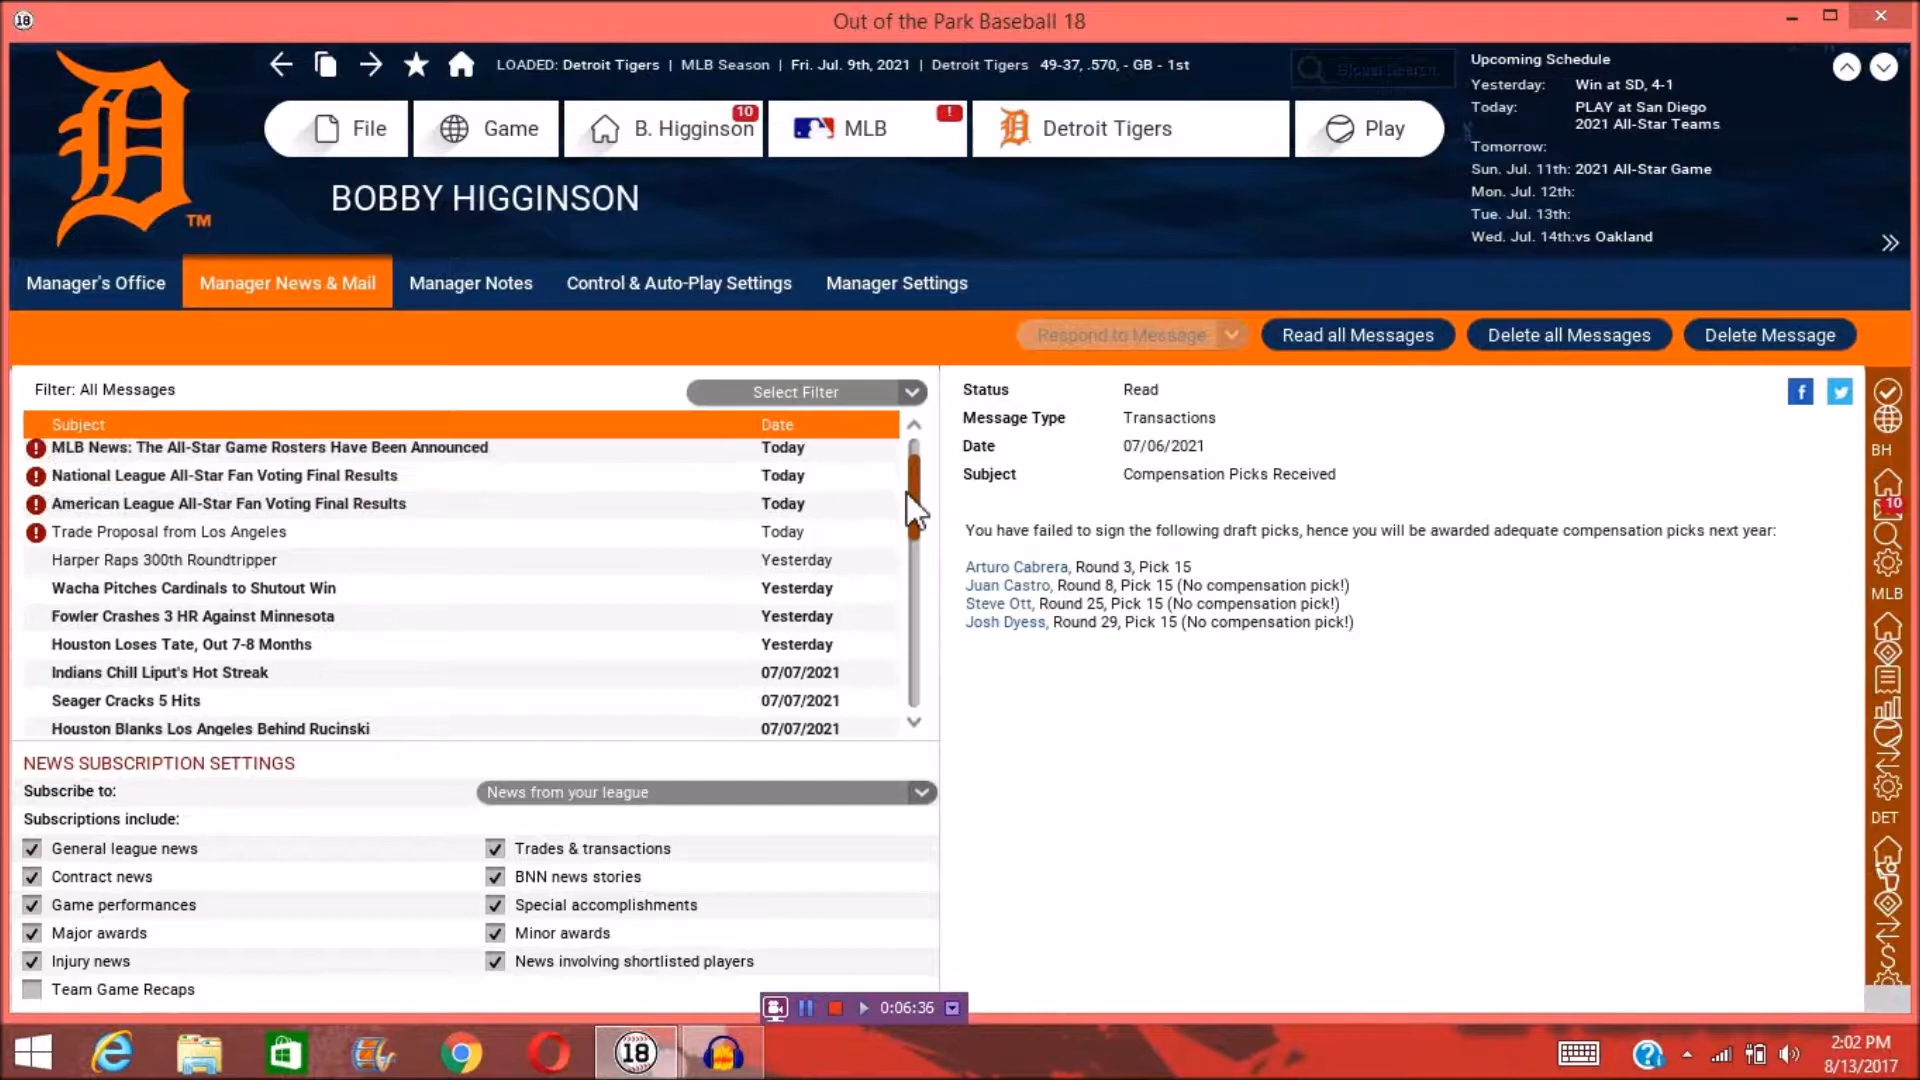 18 Out of the Park Baseball 18
LOADED: Detroit Tigers | MLB Season | Fri. Jul. 9th, 2021 | Detroit Tigers 49-37, .570, - GB - 1st
Global Search
Upcoming Schedule
Yesterday: Win at SD, 4-1
Today: PLAY at San Diego
2021 All-Star Teams
Tomorrow:
Sun. Jul. 11th: 2021 All-Star Game
Mon. Jul. 12th:
Tue. Jul. 13th:
Wed. Jul. 14th:vs Oakland
TM
File
Game
B. Higginson 10
MLB !
Detroit Tigers
Play
BOBBY HIGGINSON
Manager's Office
Manager News & Mail
Manager Notes
Control & Auto-Play Settings
Manager Settings
Respond to Message
Read all Messages
Delete all Messages
Delete Message
Filter: All Messages
Select Filter
Subject Date
! MLB News: The All-Star Game Rosters Have Been Announced Today
! National League All-Star Fan Voting Final Results Today
! American League All-Star Fan Voting Final Results Today
! Trade Proposal from Los Angeles Today
Harper Raps 300th Roundtripper Yesterday
Wacha Pitches Cardinals to Shutout Win Yesterday
Fowler Crashes 3 HR Against Minnesota Yesterday
Houston Loses Tate, Out 7-8 Months Yesterday
Indians Chill Liput's Hot Streak 07/07/2021
Seager Cracks 5 Hits 07/07/2021
Houston Blanks Los Angeles Behind Rucinski 07/07/2021
NEWS SUBSCRIPTION SETTINGS
Subscribe to: News from your league
Subscriptions include:
General league news Trades & transactions
Contract news BNN news stories
Game performances Special accomplishments
Major awards Minor awards
Injury news News involving shortlisted players
Team Game Recaps
Status Read
Message Type Transactions
Date 07/06/2021
Subject Compensation Picks Received
You have failed to sign the following draft picks, hence you will be awarded adequate compensation picks next year:
Arturo Cabrera, Round 3, Pick 15
Juan Castro, Round 8, Pick 15 (No compensation pick!)
Steve Ott, Round 25, Pick 15 (No compensation pick!)
Josh Dyess, Round 29, Pick 15 (No compensation pick!)
BH
10
MLB
DET
0:06:36
18
2:02 PM
8/13/2017